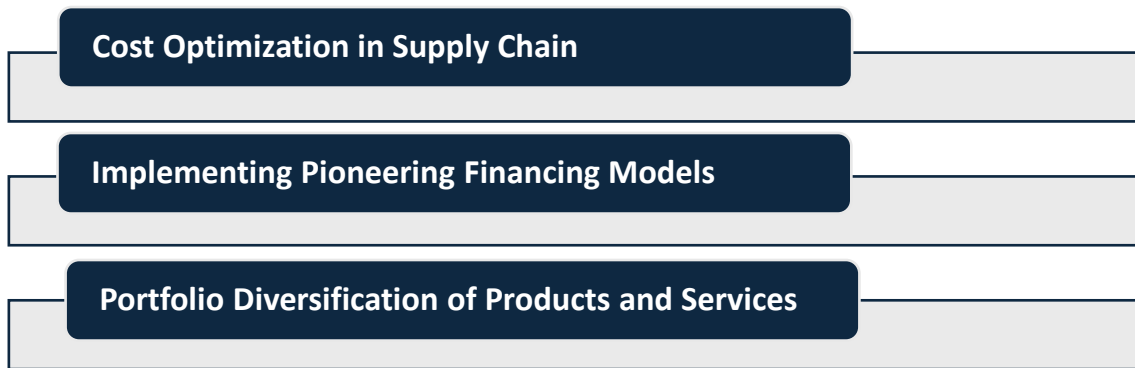 Cost Optimization in Supply Chain
Implementing Pioneering Financing Models
Portfolio Diversification of Products and Services